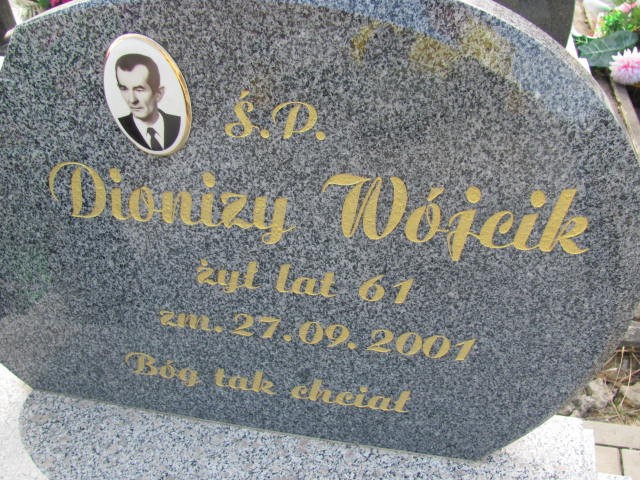 Ś.P.
Dionizy Wójcik
żył lat 61
zm. 27.09.2001
Bóg tak chciał